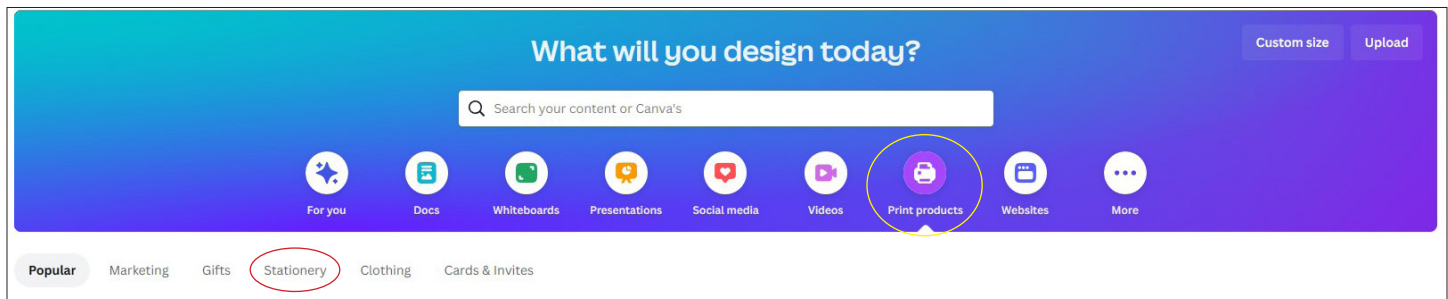 What will you design today?
Custom size Upload
Search your content or Canva's
For you Docs Whiteboards Presentations Social media Videos Print products Websites More
Popular Marketing Gifts Stationery Clothing Cards & Invites